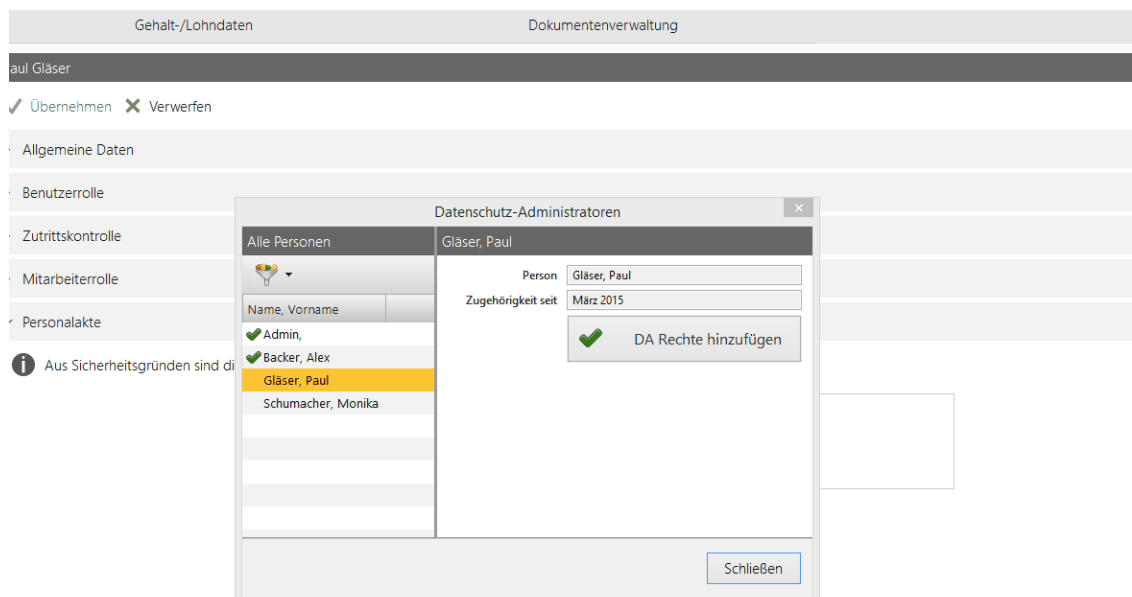 Gehalt-/Lohndaten
Dokumentenverwaltung
aul Gläser
Übernehmen Verwerfen
Allgemeine Daten
Benutzerrolle
Zutrittskontrolle
Mitarbeiterrolle
Personalakte
Aus Sicherheitsgründen sind di
Datenschutz-Administratoren
Alle Personen
Name, Vorname
Admin,
Backer, Alex
Gläser, Paul
Schumacher, Monika
Gläser, Paul
Person Gläser, Paul
Zugehörigkeit seit März 2015
DA Rechte hinzufügen
Schließen